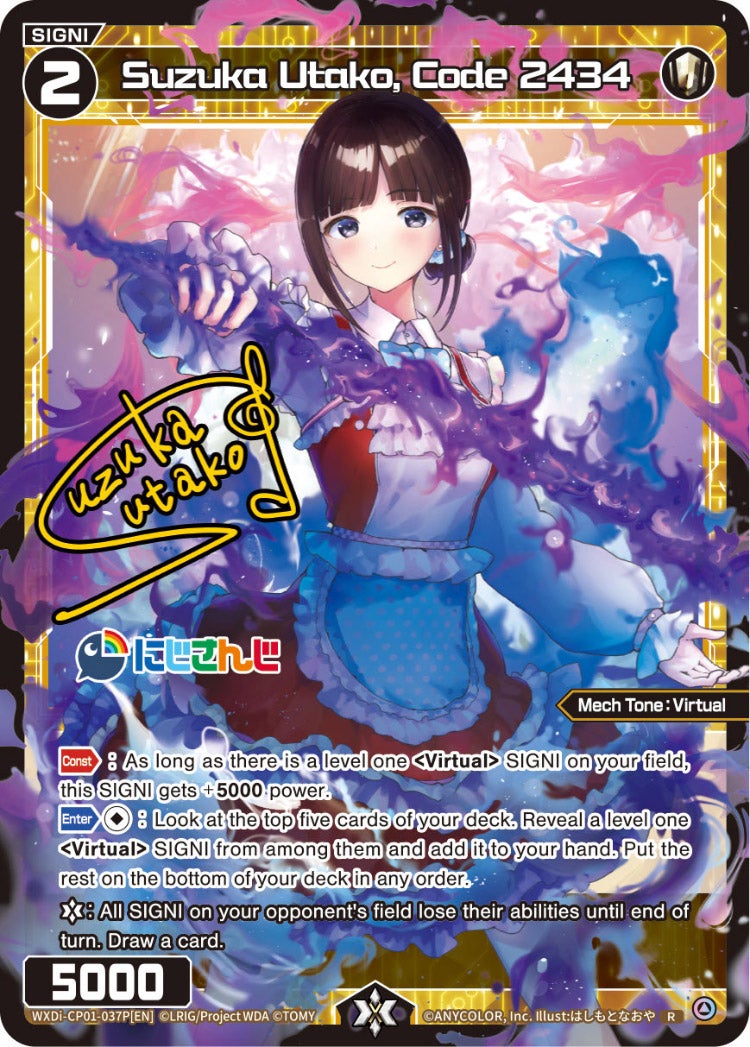 SIGNI
2
Suzuka Utako, Code 2434
Suzuka
Utako
にじさんじ
Mech Tone:Virtual
Const : As long as there is a level one <Virtual> SIGNI on your field,
this SIGNI gets +5000 power.
Enter : Look at the top five cards of your deck. Reveal a level one
<Virtual> SIGNI from among them and add it to your hand. Put the
rest on the bottom of your deck in any order.
: All SIGNI on your opponent's field lose their abilities until end of
turn. Draw a card.
5000
WXDi-CP01-037P[EN] ©LRIG/Project WDA ©TOMY
©ANYCOLOR, Inc. Illust:はしもとなおや R